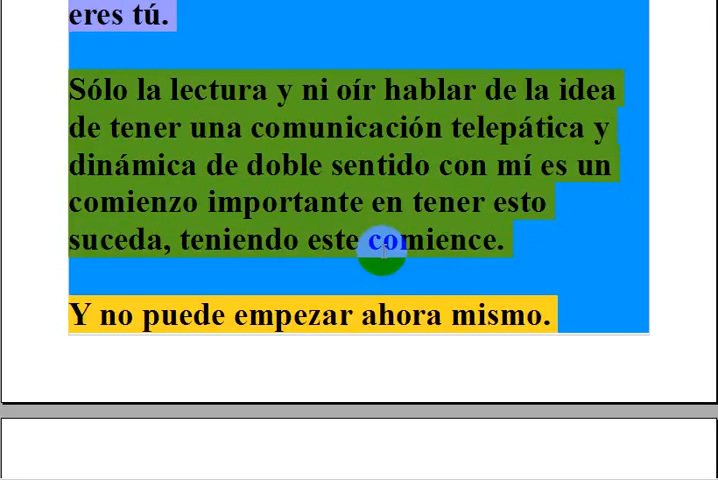 eres tú.
Sólo la lectura y ni oír hablar de la idea
de tener una comunicación telepática y
dinámica de doble sentido con mí es un
comienzo importante en tener esto
suceda, teniendo este comience.
Y no puede empezar ahora mismo.